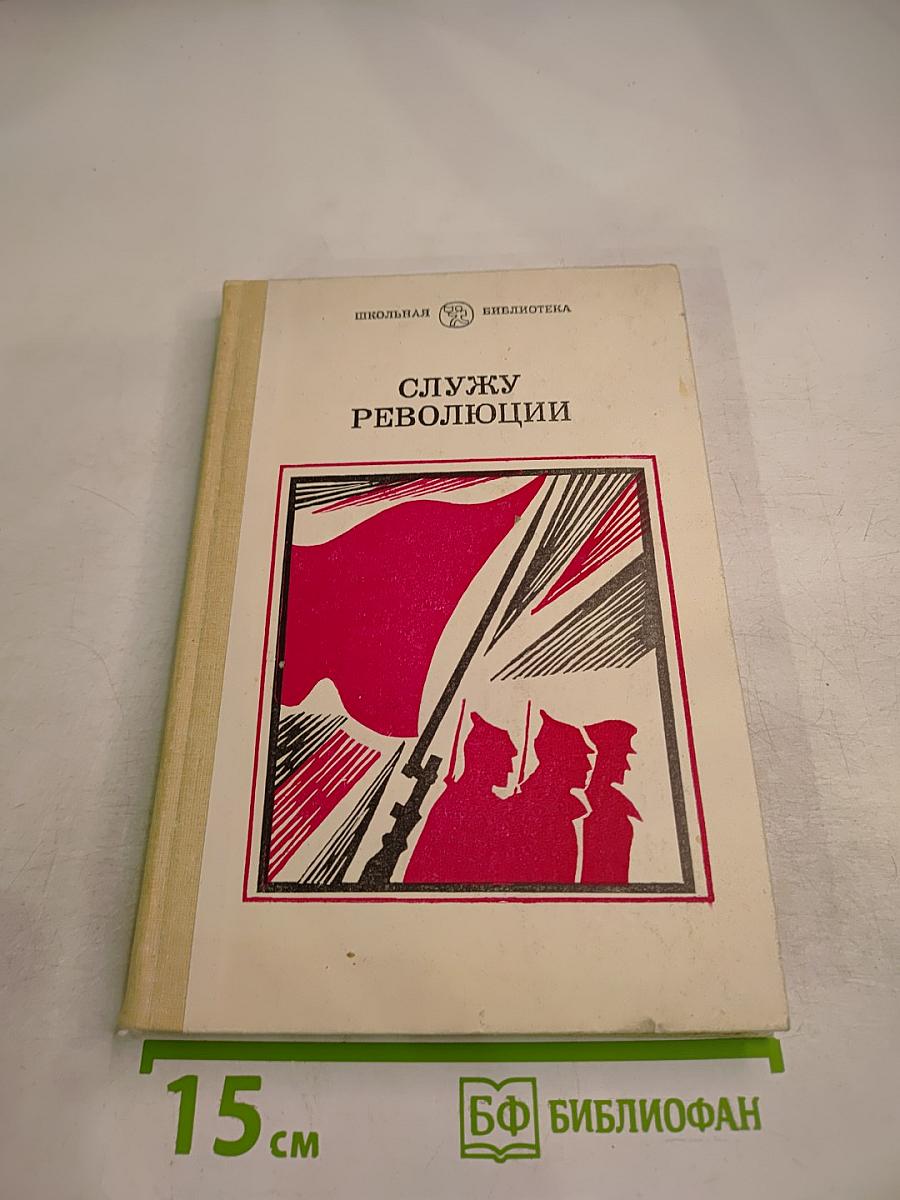 ШКОЛЬНАЯ БИБЛИОТЕКА
СЛУЖУ
РЕВОЛЮЦИИ
15 см
БФ БИБЛИОФАН